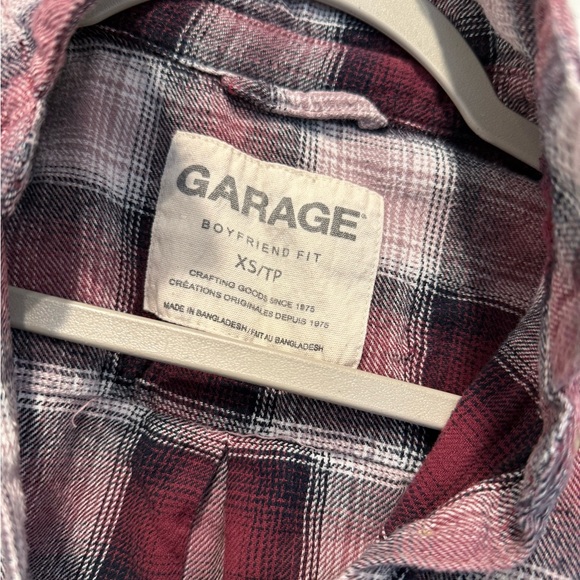 GARAGE
BOYFRIEND FIT
XS/TP
CRAFTING GOODS SINCE 1975
CRÉATIONS ORIGINALES DEPUIS 1975
MADE IN BANGLADESH / FAIT AU BANGLADESH